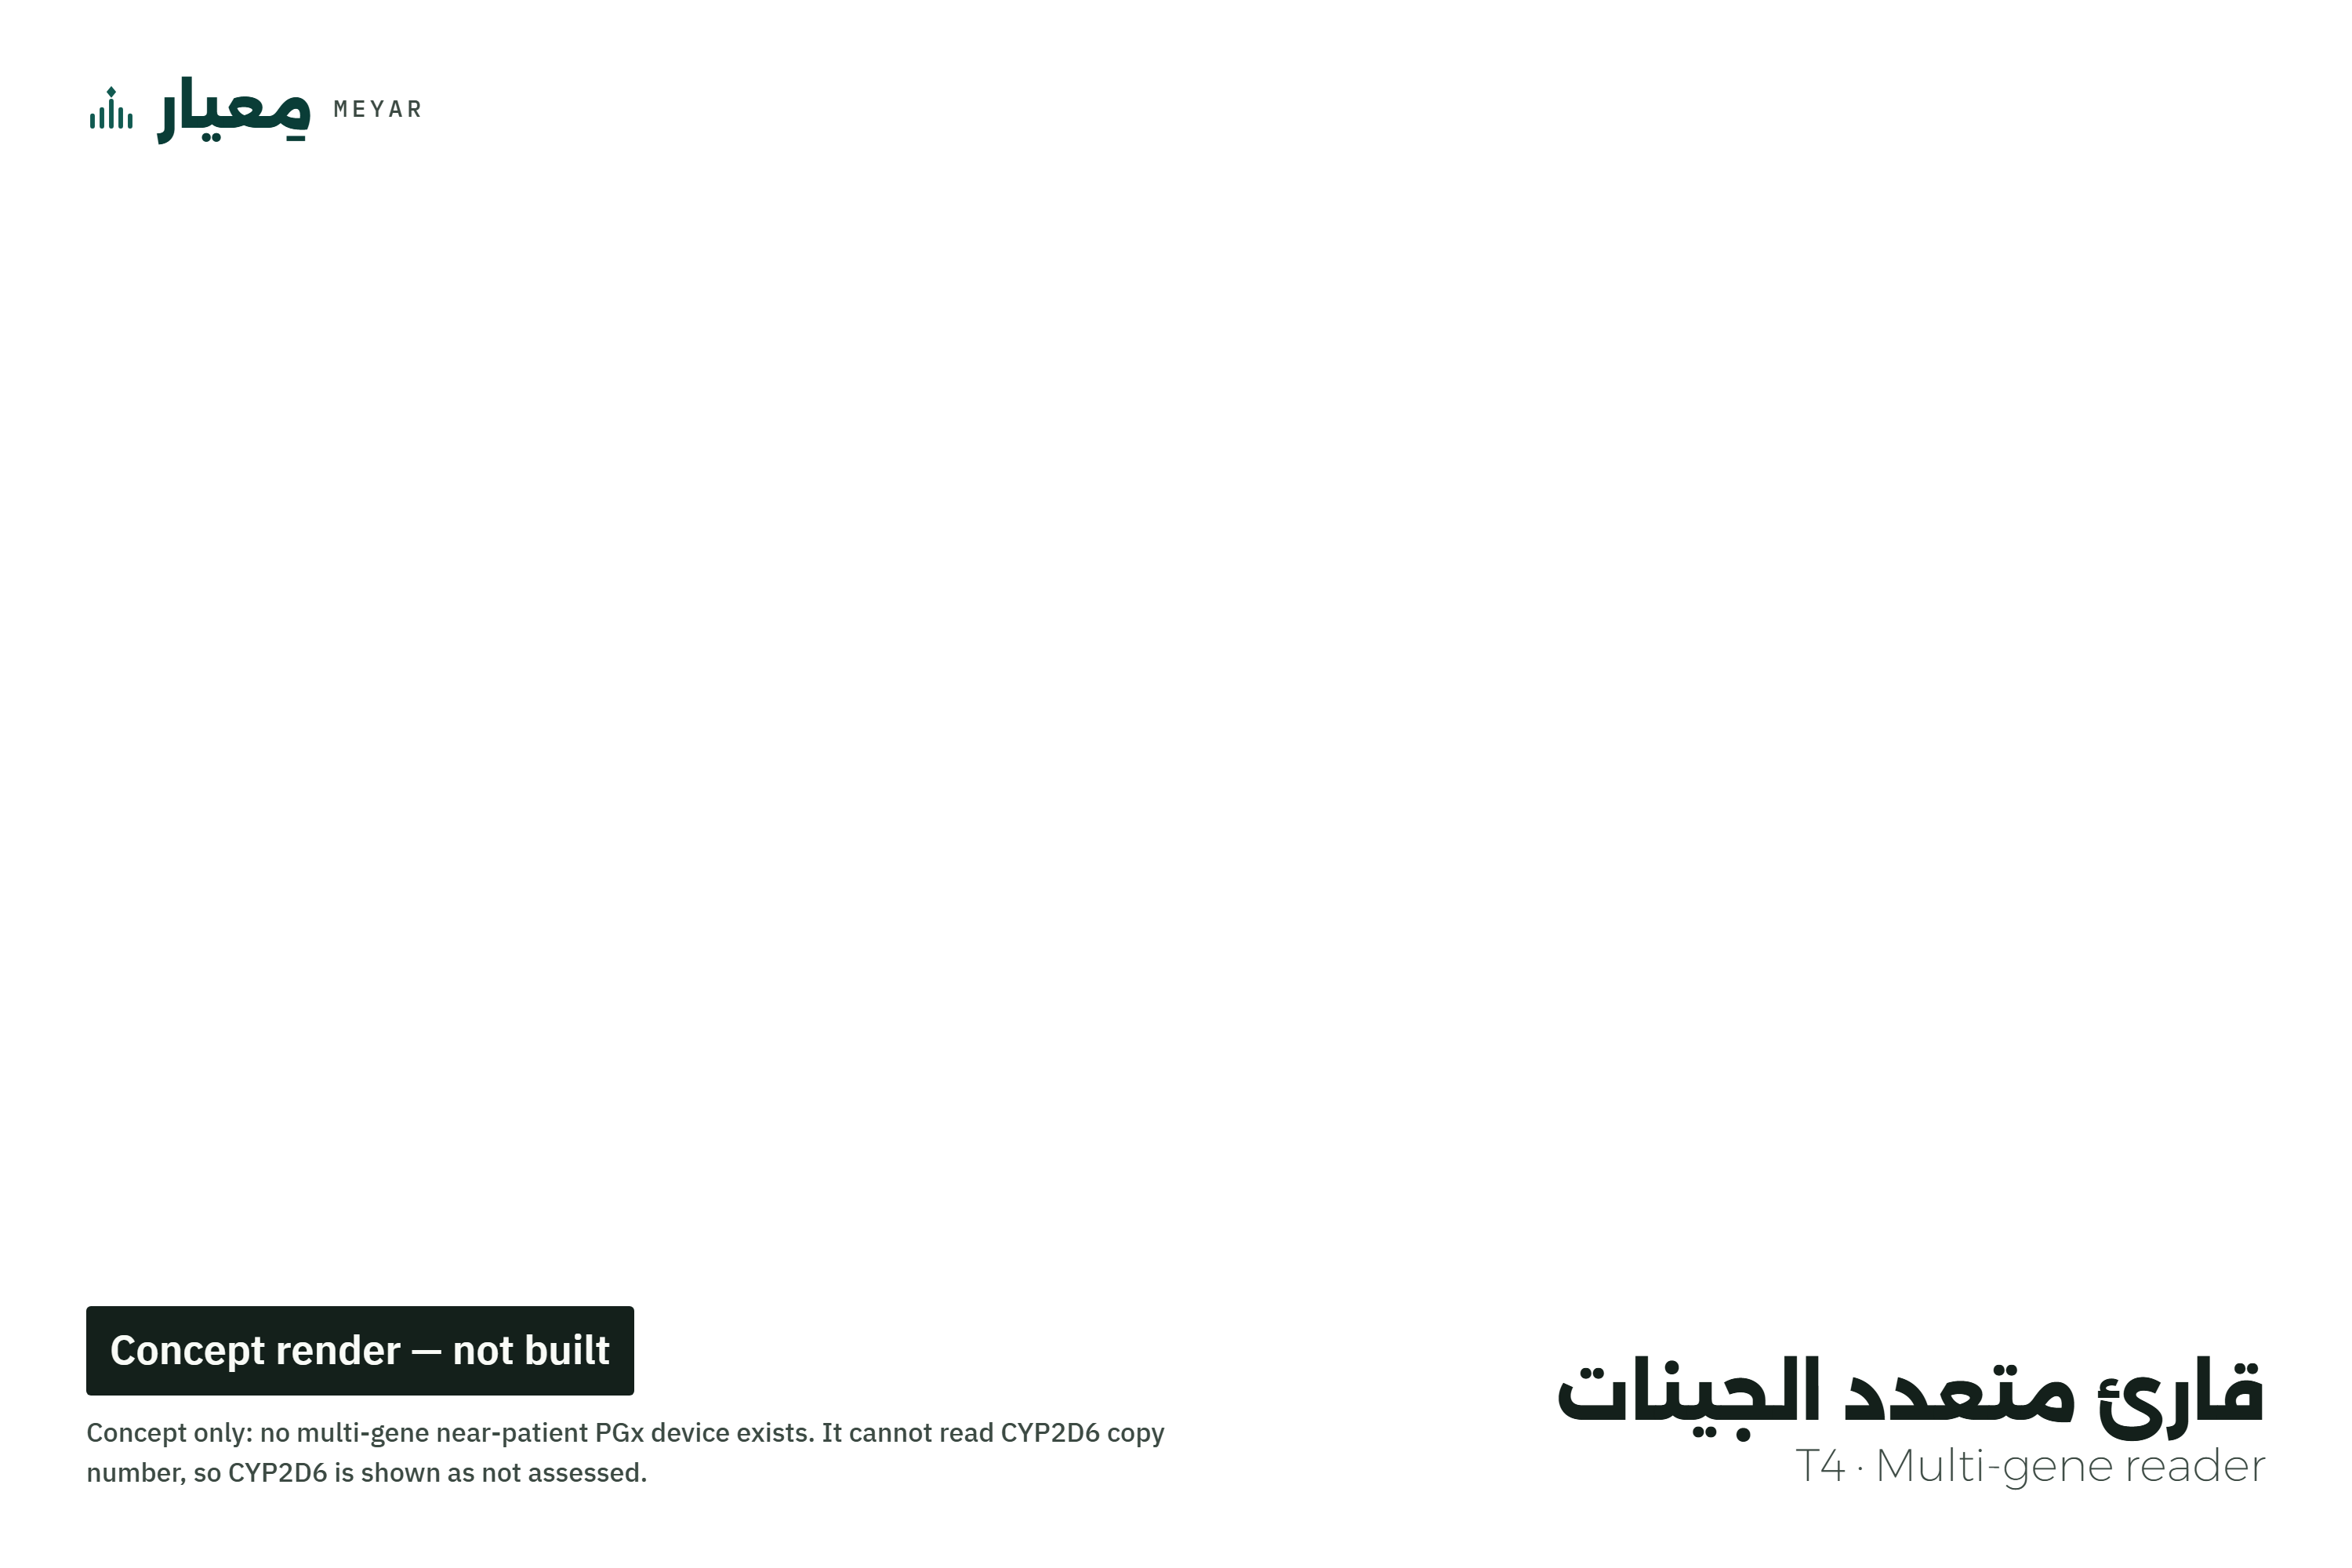 مِعيار MEYAR
Concept render — not built
Concept only: no multi-gene near-patient PGx device exists. It cannot read CYP2D6 copy
number, so CYP2D6 is shown as not assessed.
قارئ متعدد الجينات
T4 · Multi-gene reader